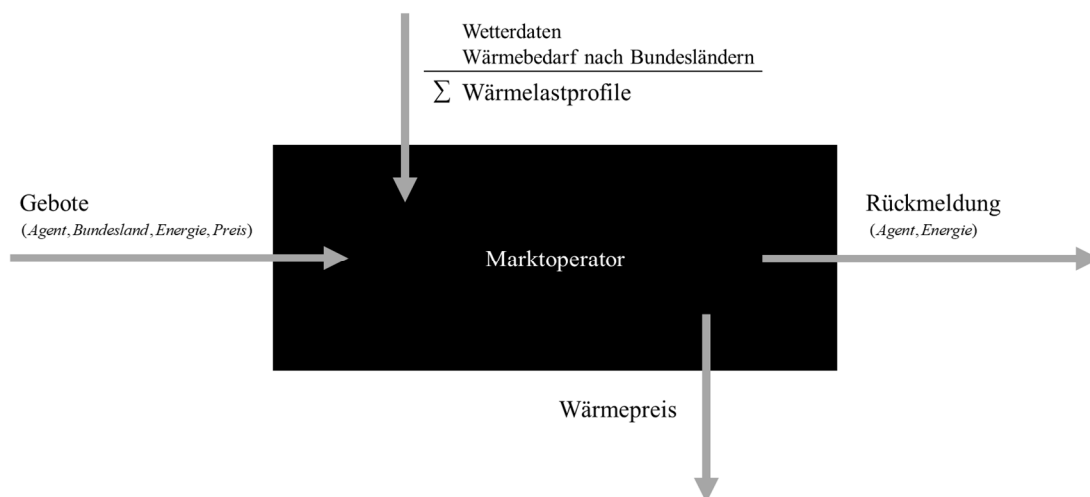 Wetterdaten
Wärmebedarf nach Bundesländern
∑ Wärmelastprofile
Gebote
(Agent, Bundesland, Energie, Preis)
Marktoperator
Rückmeldung
(Agent, Energie)
Wärmepreis